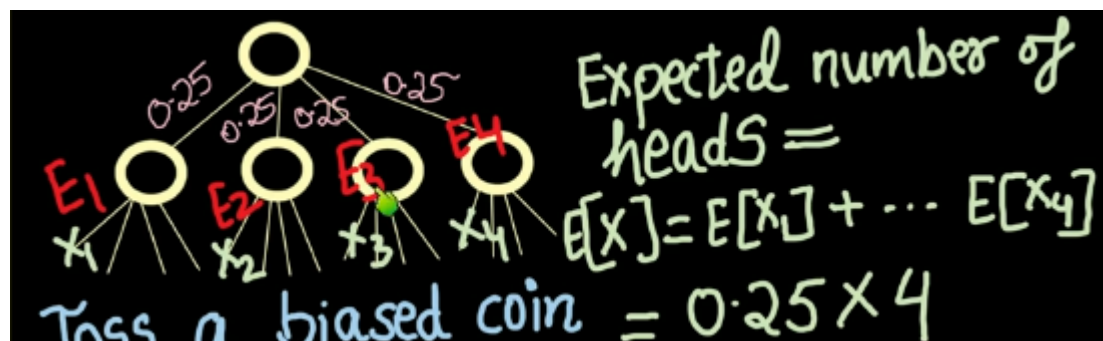 0.25
0.25
0.25
0.25
E1
E2
E3
E4
X1
X2
X3
X4
Expected number of
heads =
E[X] = E[X1] + ... E[X4]
Toss a biased coin
= 0.25 X 4